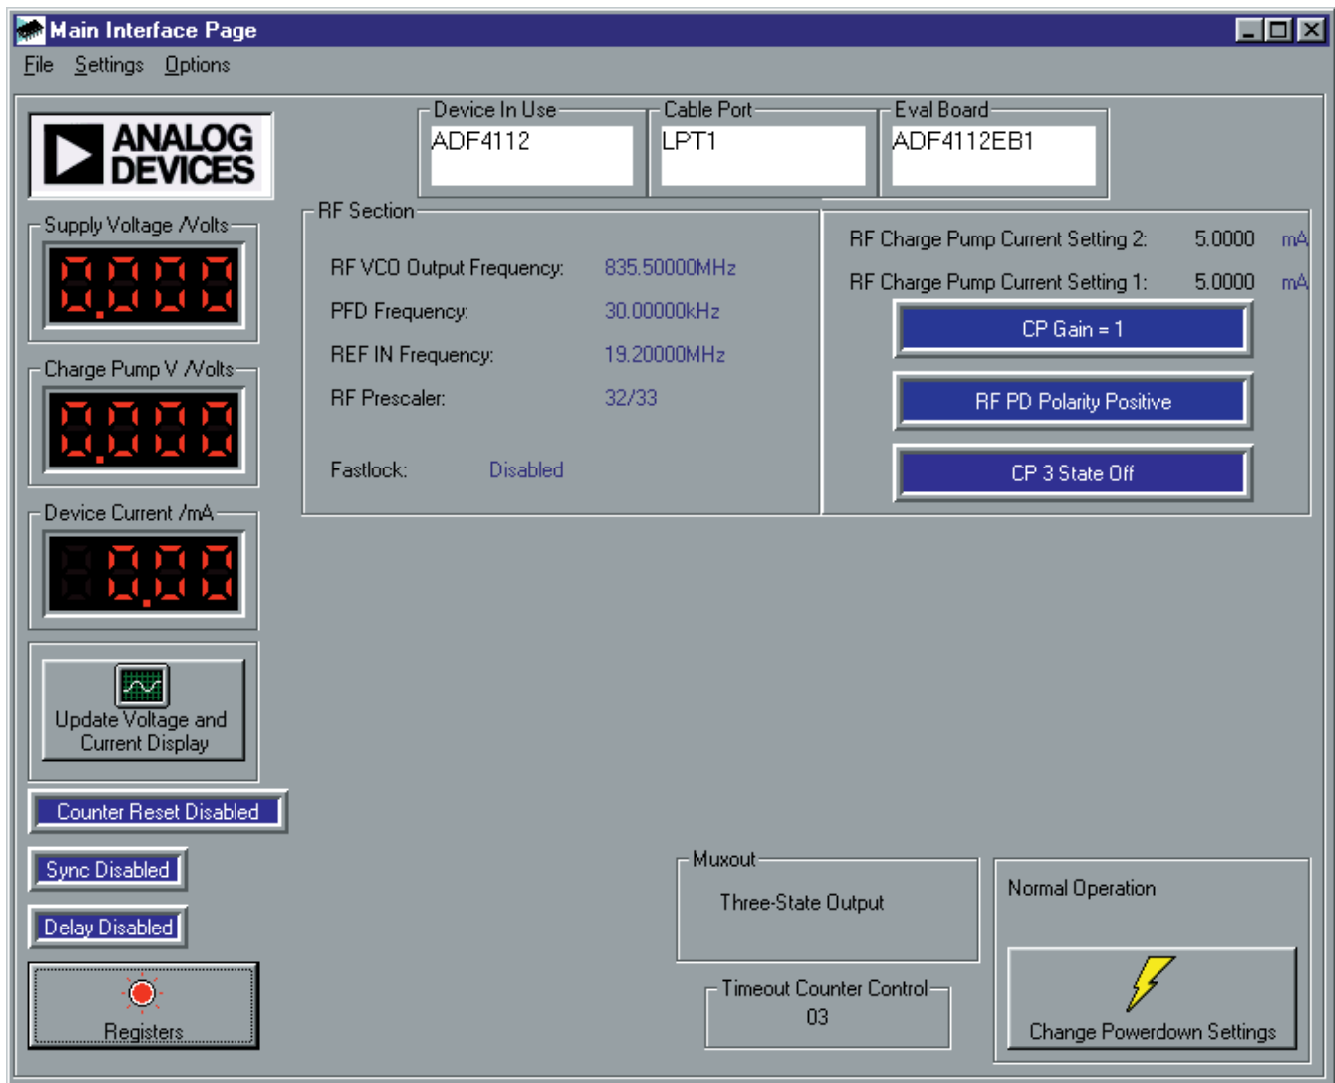 Main Interface Page
File Settings Options
ANALOG
DEVICES
Device In Use
ADF4112
Cable Port
LPT1
Eval Board
ADF4112EB1
Supply Voltage /Volts
0.000
Charge Pump V /Volts
0.000
Device Current /mA
0.00
Update Voltage and
Current Display
Counter Reset Disabled
Sync Disabled
Delay Disabled
Registers
RF Section
RF VCO Output Frequency: 835.50000MHz
PFD Frequency: 30.00000kHz
REF IN Frequency: 19.20000MHz
RF Prescaler: 32/33
Fastlock: Disabled
RF Charge Pump Current Setting 2: 5.0000 mA
RF Charge Pump Current Setting 1: 5.0000 mA
CP Gain = 1
RF PD Polarity Positive
CP 3 State Off
Muxout
Three-State Output
Timeout Counter Control
03
Normal Operation
Change Powerdown Settings